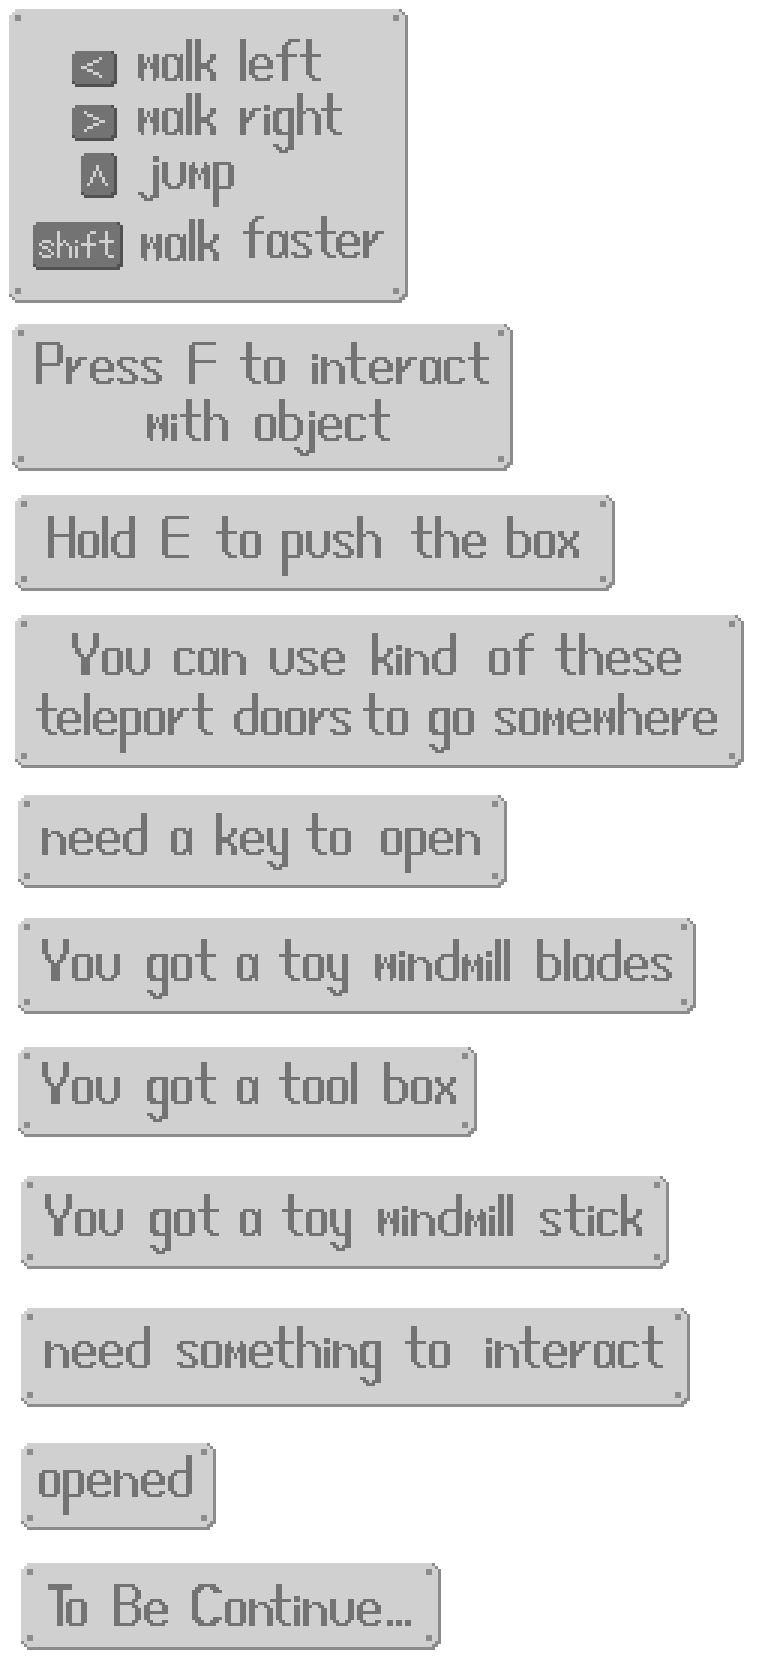 < walk left
> walk right
^ jump
shift walk faster
Press F to interact
with object
Hold E to push the box
You can use kind of these
teleport doors to go somewhere
need a key to open
You got a toy windmill blades
You got a tool box
You got a toy windmill stick
need something to interact
opened
To Be Continue...